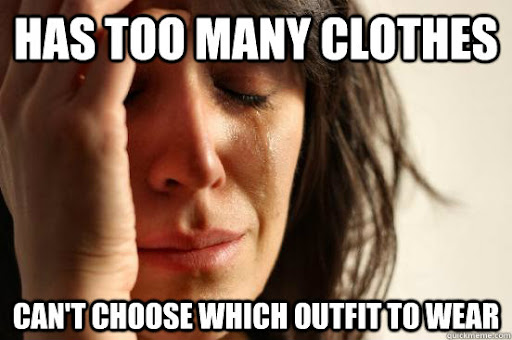 HAS TOO MANY CLOTHES
CAN'T CHOOSE WHICH OUTFIT TO WEAR
quickmeme.com